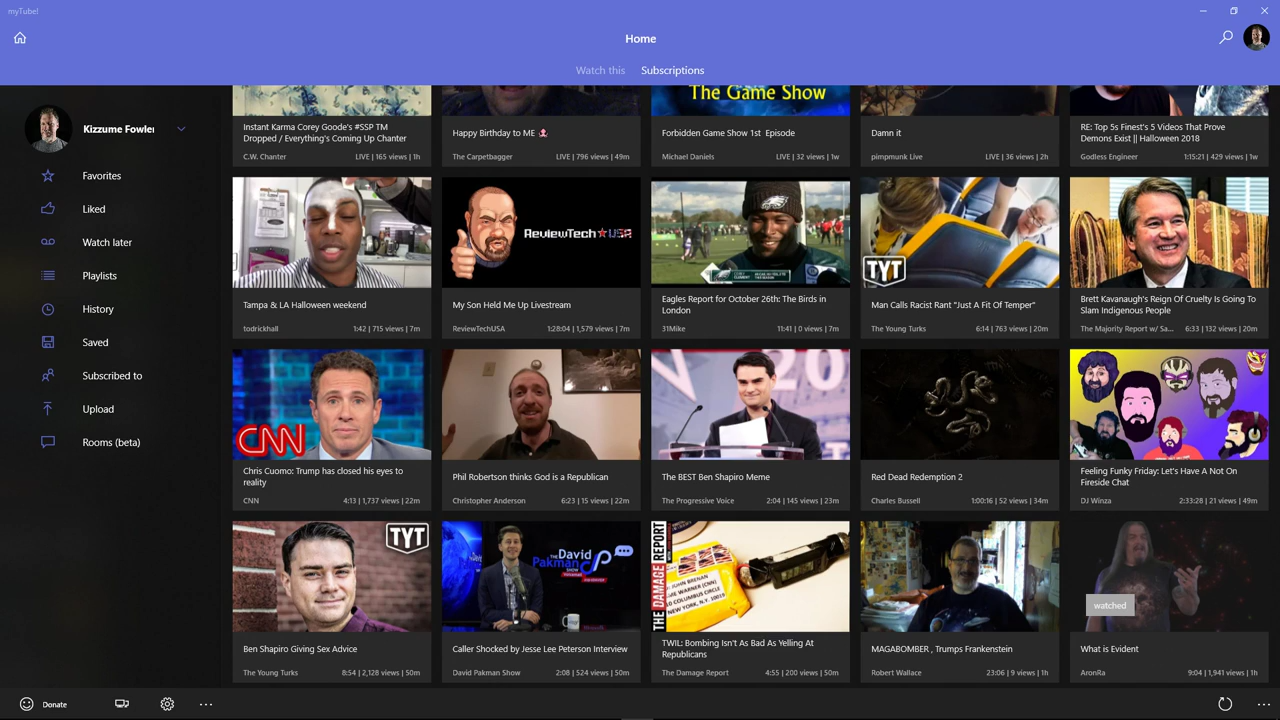 myTube!
Home
Watch this
Subscriptions
Kizzume Fowler
Favorites
Liked
Watch later
Playlists
History
Saved
Subscribed to
Upload
Rooms (beta)
The Game Show
Instant Karma Corey Goode's #SSP TM
Dropped / Everything's Coming Up Chanter
C.W. Chanter
LIVE | 165 views | 1h
Happy Birthday to ME
The Carpetbagger
LIVE | 796 views | 49m
Forbidden Game Show 1st Episode
Michael Daniels
LIVE | 32 views | 1w
Damn it
pimpmunk Live
LIVE | 36 views | 2h
RE: Top 5s Finest's 5 Videos That Prove
Demons Exist || Halloween 2018
Godless Engineer
1:15:21 | 429 views | 1w
Tampa & LA Halloween weekend
todrickhall
1:42 | 715 views | 7m
ReviewTech USA
My Son Held Me Up Livestream
ReviewTechUSA
1:28:04 | 1,579 views | 7m
Eagles Report for October 26th: The Birds in
London
31Mike
11:41 | 0 views | 7m
TYT
Man Calls Racist Rant "Just A Fit Of Temper"
The Young Turks
6:14 | 763 views | 20m
Brett Kavanaugh's Reign Of Cruelty Is Going To
Slam Indigenous People
The Majority Report w/ Sa...
6:33 | 132 views | 20m
CNN
Chris Cuomo: Trump has closed his eyes to
reality
CNN
4:13 | 1,737 views | 22m
Phil Robertson thinks God is a Republican
Christopher Anderson
6:23 | 15 views | 22m
The BEST Ben Shapiro Meme
The Progressive Voice
2:04 | 145 views | 23m
Red Dead Redemption 2
Charles Bussell
1:00:16 | 52 views | 34m
Feeling Funky Friday: Let's Have A Not On
Fireside Chat
DJ Winza
2:33:28 | 21 views | 49m
TYT
Ben Shapiro Giving Sex Advice
The Young Turks
8:54 | 2,128 views | 50m
The David
Pakman
Caller Shocked by Jesse Lee Peterson Interview
David Pakman Show
2:08 | 524 views | 50m
THE DAMAGE REPORT
JOHN BRENAN
WARNER (CNN)
COLUMBUS CIRCLE
NEW YORK, N.Y. 10019
TWIL: Bombing Isn't As Bad As Yelling At
Republicans
The Damage Report
4:55 | 200 views | 50m
MAGABOMBER , Trumps Frankenstein
Robert Wallace
23:06 | 9 views | 1h
watched
What is Evident
AronRa
9:04 | 1,941 views | 1h
Donate